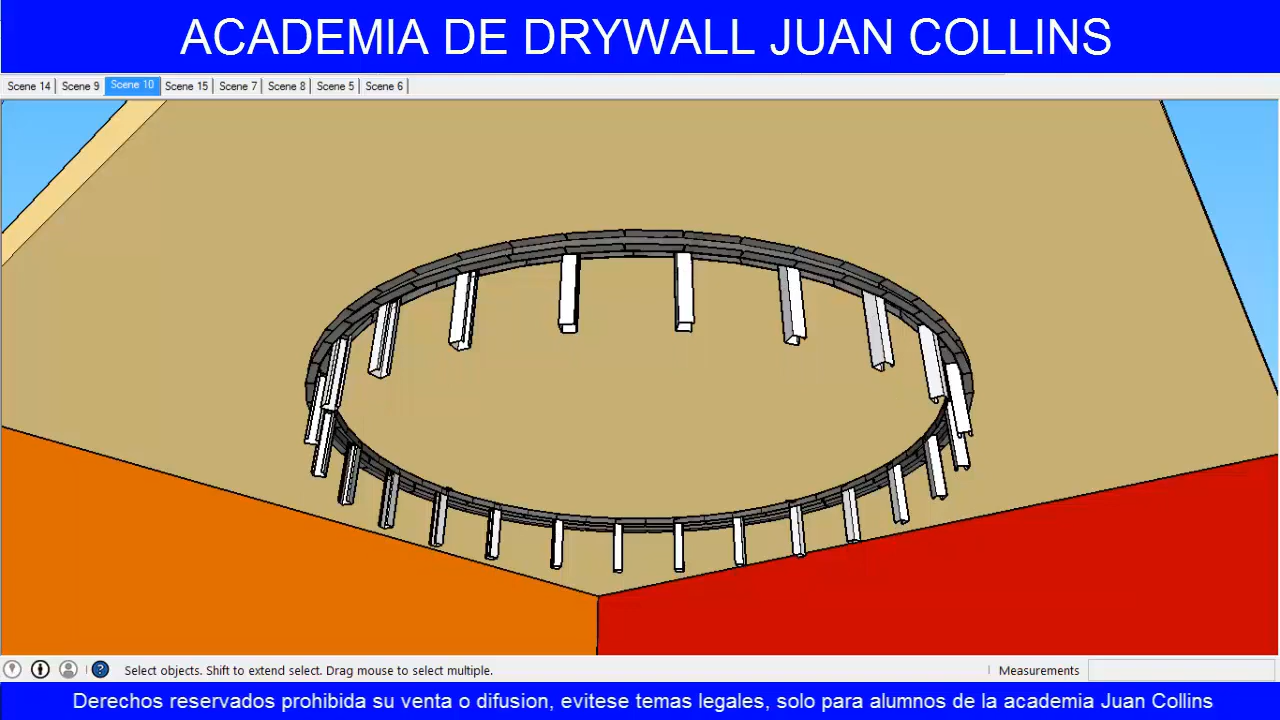 ACADEMIA DE DRYWALL JUAN COLLINS
Scene 14 Scene 9 Scene 10 Scene 15 Scene 7 Scene 8 Scene 5 Scene 6
? Select objects. Shift to extend select. Drag mouse to select multiple. Measurements
Derechos reservados prohibida su venta o difusion, evitese temas legales, solo para alumnos de la academia Juan Collins